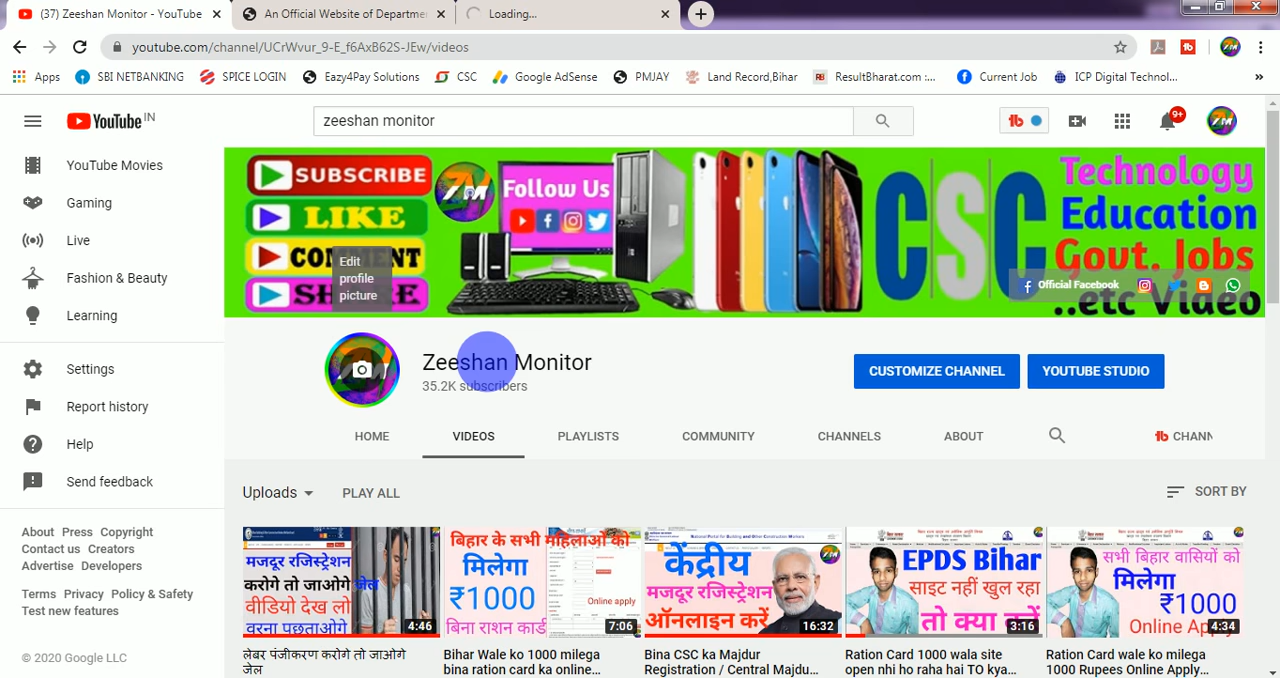 (37) Zeeshan Monitor - YouTube
An Official Website of Departme
Loading...
youtube.com/channel/UCrWvur_9-E_f6AxB62S-JEw/videos
Apps SBI NETBANKING SPICE LOGIN Eazy4Pay Solutions CSC Google AdSense PMJAY Land Record,Bihar ResultBharat.com :... Current Job ICP Digital Technol... »
YouTube IN
zeeshan monitor
9+
YouTube Movies
Gaming
Live
Fashion & Beauty
Learning
Settings
Report history
Help
Send feedback
About Press Copyright
Contact us Creators
Advertise Developers
Terms Privacy Policy & Safety
Test new features
© 2020 Google LLC
SUBSCRIBE
LIKE
COMMENT
SHARE
Edit
profile
picture
ZM
Follow Us
CSC
Technology
Education
Govt. Jobs
..etc Video
Official Facebook
Zeeshan Monitor
35.2K subscribers
CUSTOMIZE CHANNEL
YOUTUBE STUDIO
HOME VIDEOS PLAYLISTS COMMUNITY CHANNELS ABOUT CHANN
Uploads PLAY ALL SORT BY
मजदूर रजिस्ट्रेशन
करोगे तो जाओगे जेल
वीडियो देख लो
वरना पछताओगे
4:46
बिहार के सभी महिलाओं को
मिलेगा
₹1000
Online apply
बिना राशन कार्ड
7:06
National Portal for Building and Other Construction Workers
केंद्रीय
मजदूर रजिस्ट्रेशन
ऑनलाइन करें
16:32
EPDS Bihar
साइट नहीं खुल रहा
तो क्या करें
3:16
सभी बिहार वासियों को
मिलेगा
₹1000
Online Apply
4:34
लेबर पंजीकरण करोगे तो जाओगे
जेल
Bihar Wale ko 1000 milega
bina ration card ka online...
Bina CSC ka Majdur
Registration / Central Majdu...
Ration Card 1000 wala site
open nhi ho raha hai TO kya...
Ration Card wale ko milega
1000 Rupees Online Apply...